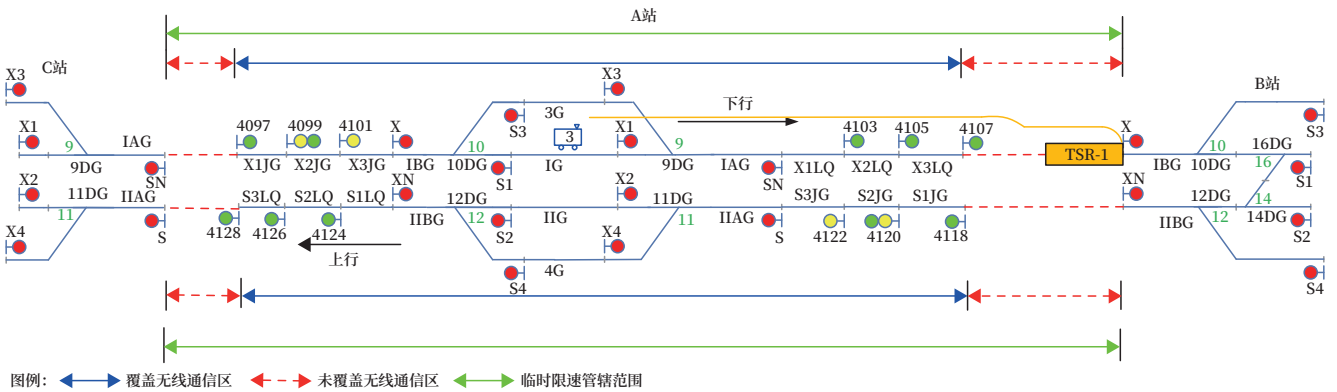 A站
C站
B站
X3
X3
下行
4097
4099
4101
X
3G
S3
X1
9
4103
4105
4107
X
S3
X1
9
IAG
10
3
TSR-1
10
16DG
9DG
SN
X1JG
X2JG
X3JG
IBG
10DG
S1
IG
9DG
IAG
SN
X1LQ
X2LQ
X3LQ
IBG
10DG
16
S1
X2
11DG
IIAG
S3LQ
S2LQ
S1LQ
XN
12DG
X2
11DG
S3JG
S2JG
S1JG
XN
12DG
14
11
S
4128
4126
4124
IIBG
12
S2
IIG
11
IIAG
S
4122
4120
4118
IIBG
12
14DG
S2
X4
上行
X4
4G
S4
S4
图例：
覆盖无线通信区
未覆盖无线通信区
临时限速管辖范围